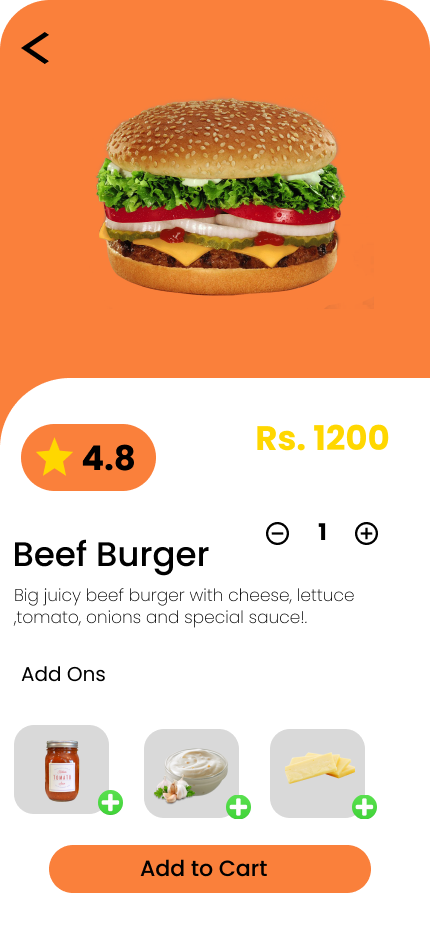 4.8
Rs. 1200
1
Beef Burger
Big juicy beef burger with cheese, lettuce
,tomato, onions and special sauce!.
Add Ons
TOMATO
Add to Cart